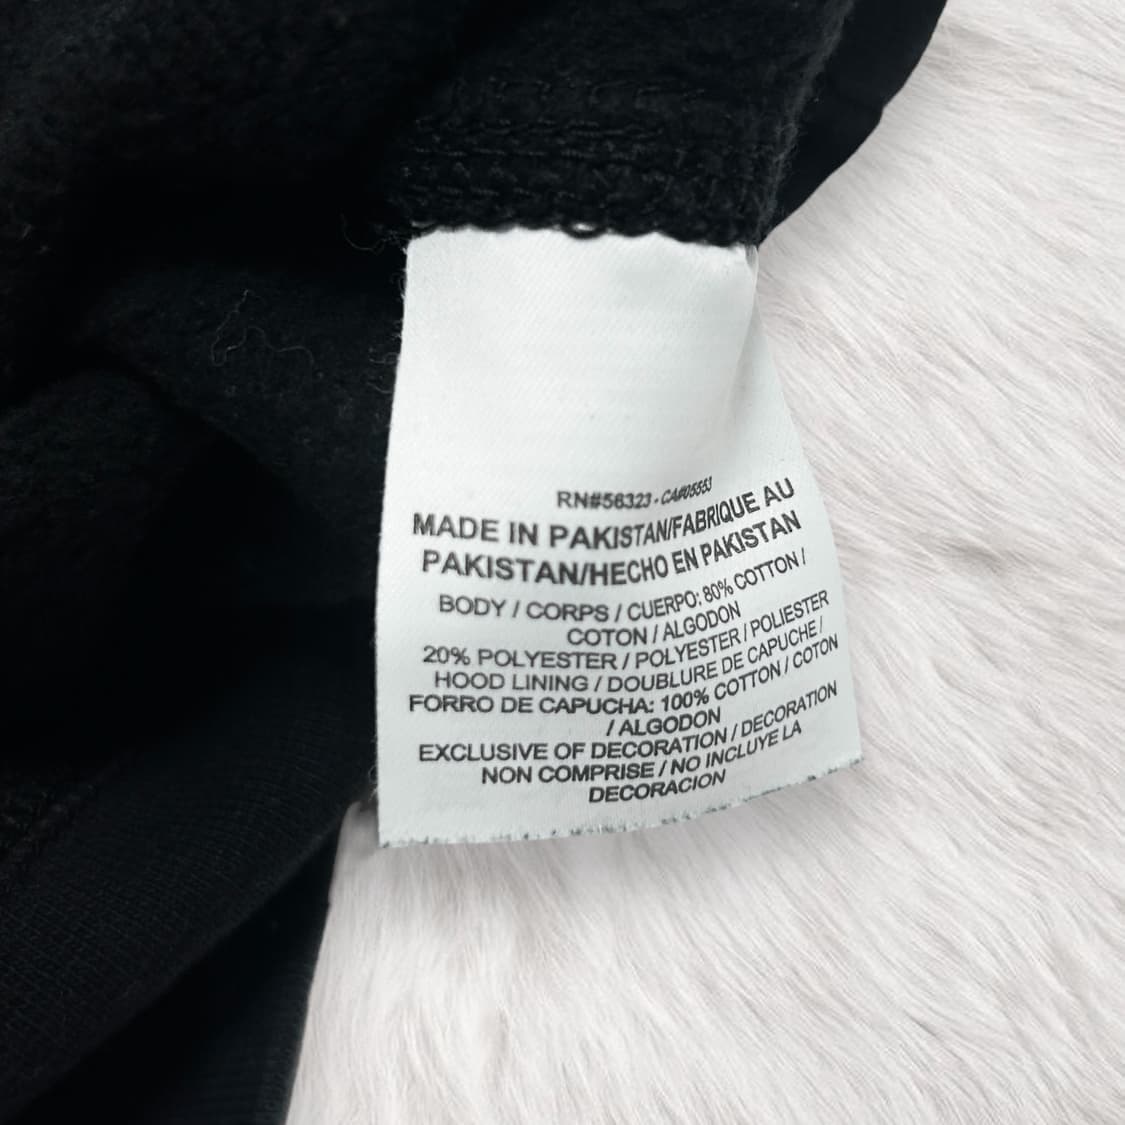 RN#56323 - CA#05553
MADE IN PAKISTAN/FABRIQUE AU
PAKISTAN/HECHO EN PAKISTAN
BODY / CORPS / CUERPO: 80% COTTON /
COTON / ALGODON
20% POLYESTER / POLYESTER / POLIESTER
HOOD LINING / DOUBLURE DE CAPUCHE /
FORRO DE CAPUCHA: 100% COTTON / COTON
/ ALGODON
EXCLUSIVE OF DECORATION / DECORATION
NON COMPRISE / NO INCLUYE LA
DECORACION